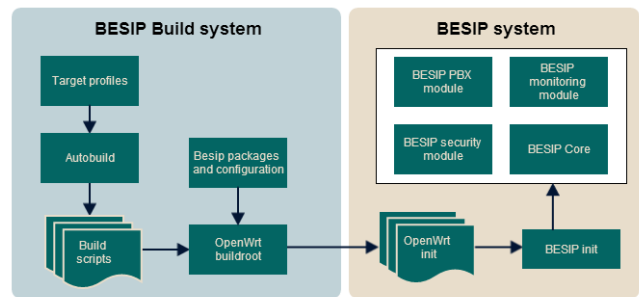 BESIP Build system
Target profiles
Autobuild
Besip packages
and configuration
Build
scripts
OpenWrt
buildroot
BESIP system
BESIP PBX
module
BESIP
monitoring
module
BESIP security
module
BESIP Core
OpenWrt
init
BESIP init